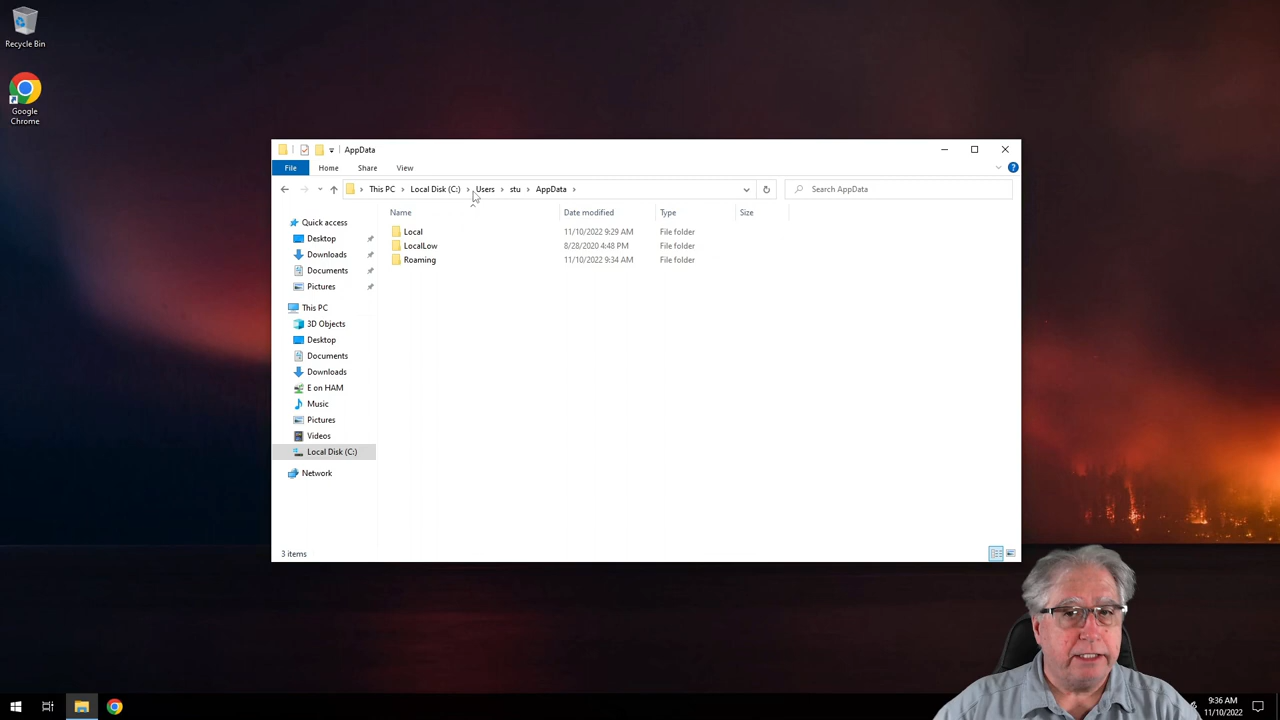 Recycle Bin
Google
Chrome
AppData
File Home Share View
This PC Local Disk (C:) Users stu AppData
Search AppData
Name Date modified Type Size
Local 11/10/2022 9:29 AM File folder
LocalLow 8/28/2020 4:48 PM File folder
Roaming 11/10/2022 9:34 AM File folder
Quick access
Desktop
Downloads
Documents
Pictures
This PC
3D Objects
Desktop
Documents
Downloads
E on HAM
Music
Pictures
Videos
Local Disk (C:)
Network
3 items
9:36 AM
11/10/2022